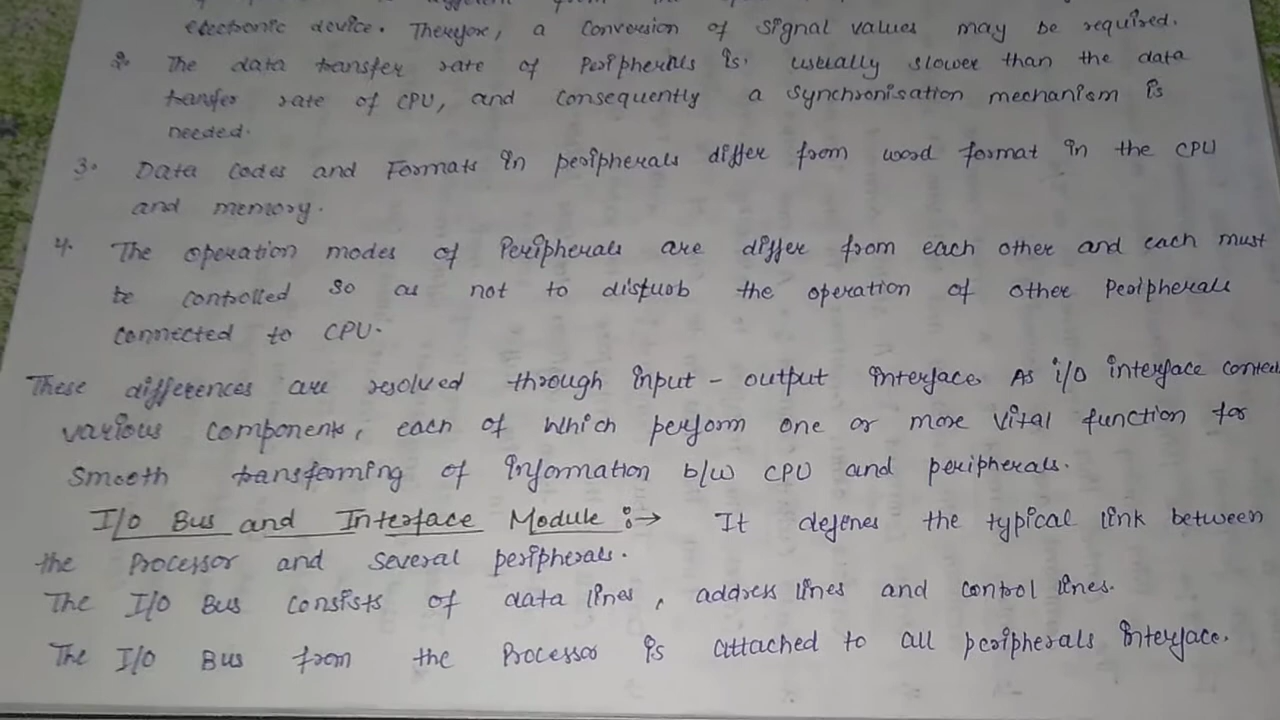 electronic device. Therefore, a Conversion of Signal values may be required.
2. The data transfer rate of Peripherals is usually slower than the data
transfer rate of CPU, and Consequently a Synchronisation mechanism is
needed.
3. Data Codes and Formats in peripherals differ from word format in the CPU
and memory.
4. The operation modes of Peripherals are differ from each other and each must
be controlled so as not to disturb the operation of other Peripherals
Connected to CPU.
These differences are resolved through input - output interface. As i/o interface
various components, each of which perform one or more vital function for
Smooth transforming of information b/w CPU and peripherals.
I/O Bus and Interface Module :→ It defines the typical link between
the Processor and several peripherals.
The I/O Bus consists of data lines, address lines and control lines.
The I/O Bus from the Processor is attached to all peripherals interface.